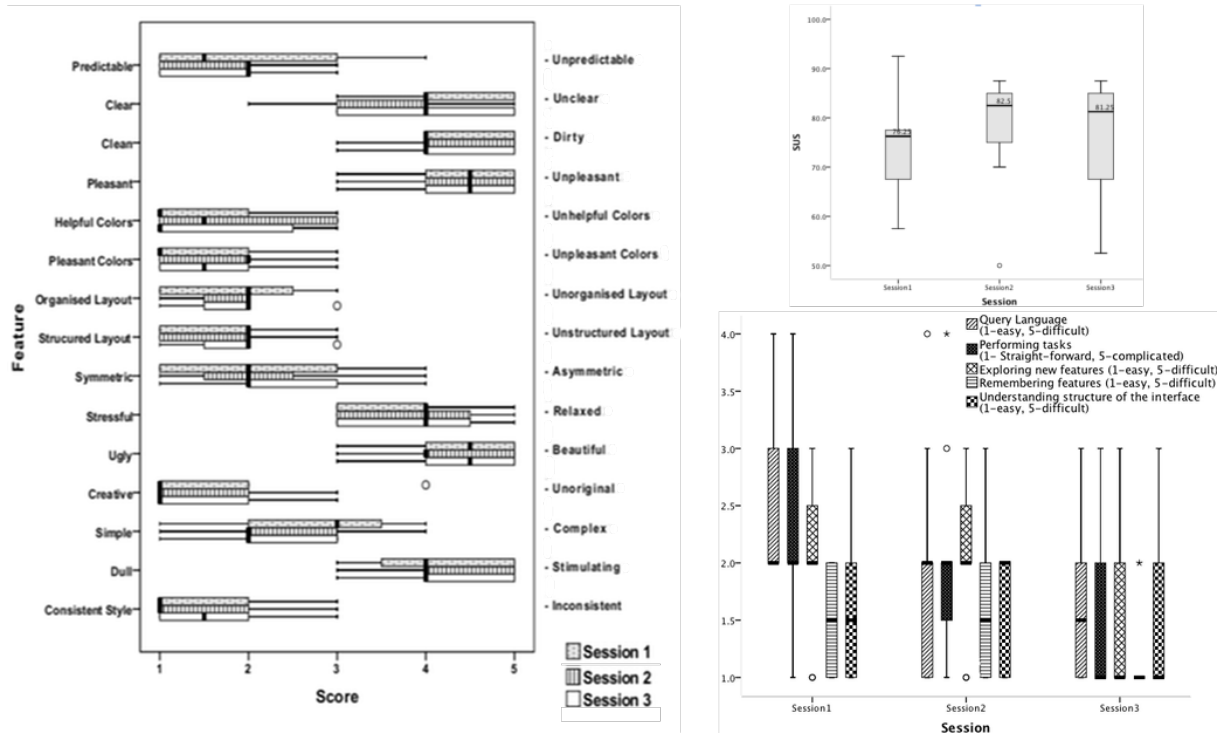 Predictable
- Unpredictable
Clear
- Unclear
Clean
- Dirty
Pleasant
- Unpleasant
Helpful Colors
- Unhelpful Colors
Pleasant Colors
- Unpleasant Colors
Organised Layout
- Unorganised Layout
Strucured Layout
- Unstructured Layout
Symmetric
- Asymmetric
Stressful
- Relaxed
Ugly
- Beautiful
Creative
- Unoriginal
Simple
- Complex
Dull
- Stimulating
Consistent Style
- Inconsistent
Feature
1 2 3 4 5
Score
Session 1
Session 2
Session 3
100.0
90.0
80.0
70.0
60.0
50.0
SUS
76.25
82.5
81.25
Session1 Session2 Session3
Session
Query Language
(1-easy, 5-difficult)
Performing tasks
(1- Straight-forward, 5-complicated)
Exploring new features (1-easy, 5-difficult)
Remembering features (1-easy, 5-difficult)
Understanding structure of the interface
(1-easy, 5-difficult)
4.0
3.0
2.5
2.0
1.5
1.0
Session1 Session2 Session3
Session